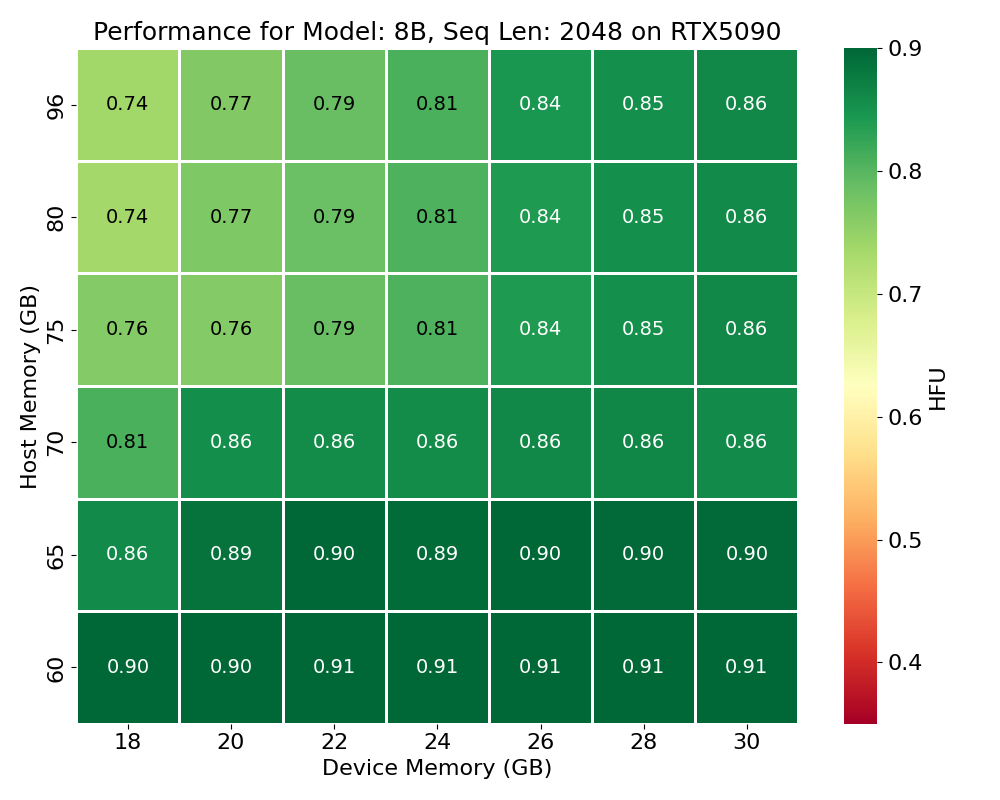 Performance for Model: 8B, Seq Len: 2048 on RTX5090
96 0.74 0.77 0.79 0.81 0.84 0.85 0.86
80 0.74 0.77 0.79 0.81 0.84 0.85 0.86
75 0.76 0.76 0.79 0.81 0.84 0.85 0.86
70 0.81 0.86 0.86 0.86 0.86 0.86 0.86
65 0.86 0.89 0.90 0.89 0.90 0.90 0.90
60 0.90 0.90 0.91 0.91 0.91 0.91 0.91
18 20 22 24 26 28 30
Device Memory (GB)
Host Memory (GB)
0.9
0.8
0.7
0.6
0.5
0.4
HFU